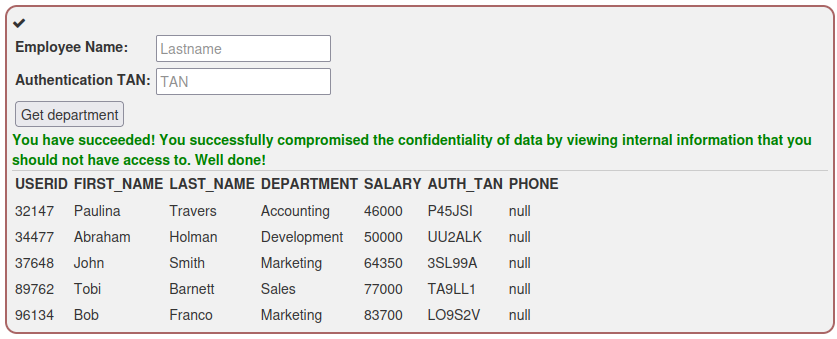 Employee Name: Lastname
Authentication TAN: TAN
Get department
You have succeeded! You successfully compromised the confidentiality of data by viewing internal information that you
should not have access to. Well done!
USERID FIRST_NAME LAST_NAME DEPARTMENT SALARY AUTH_TAN PHONE
32147 Paulina Travers Accounting 46000 P45JSI null
34477 Abraham Holman Development 50000 UU2ALK null
37648 John Smith Marketing 64350 3SL99A null
89762 Tobi Barnett Sales 77000 TA9LL1 null
96134 Bob Franco Marketing 83700 LO9S2V null